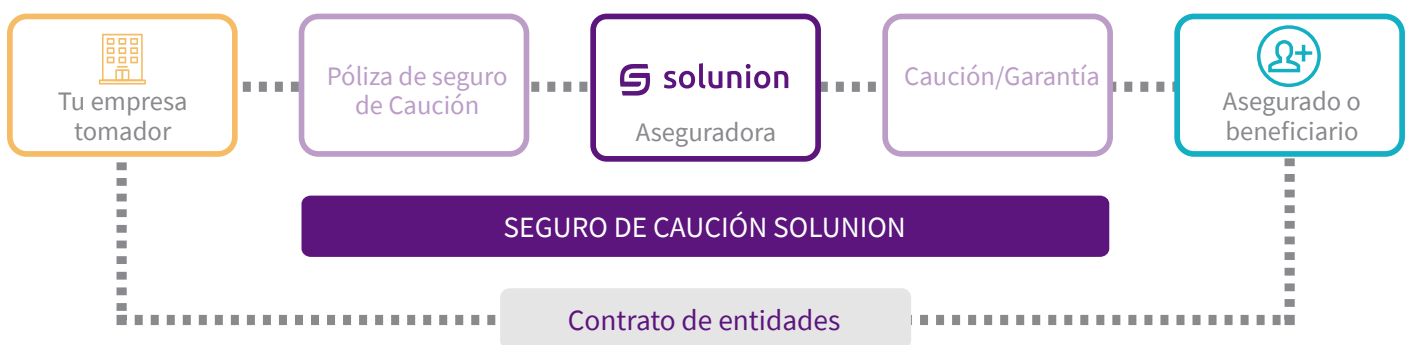 Tu empresa
tomador
Póliza de seguro
de Caución
solunion
Aseguradora
Caución/Garantía
Asegurado o
beneficiario
SEGURO DE CAUCIÓN SOLUNION
Contrato de entidades